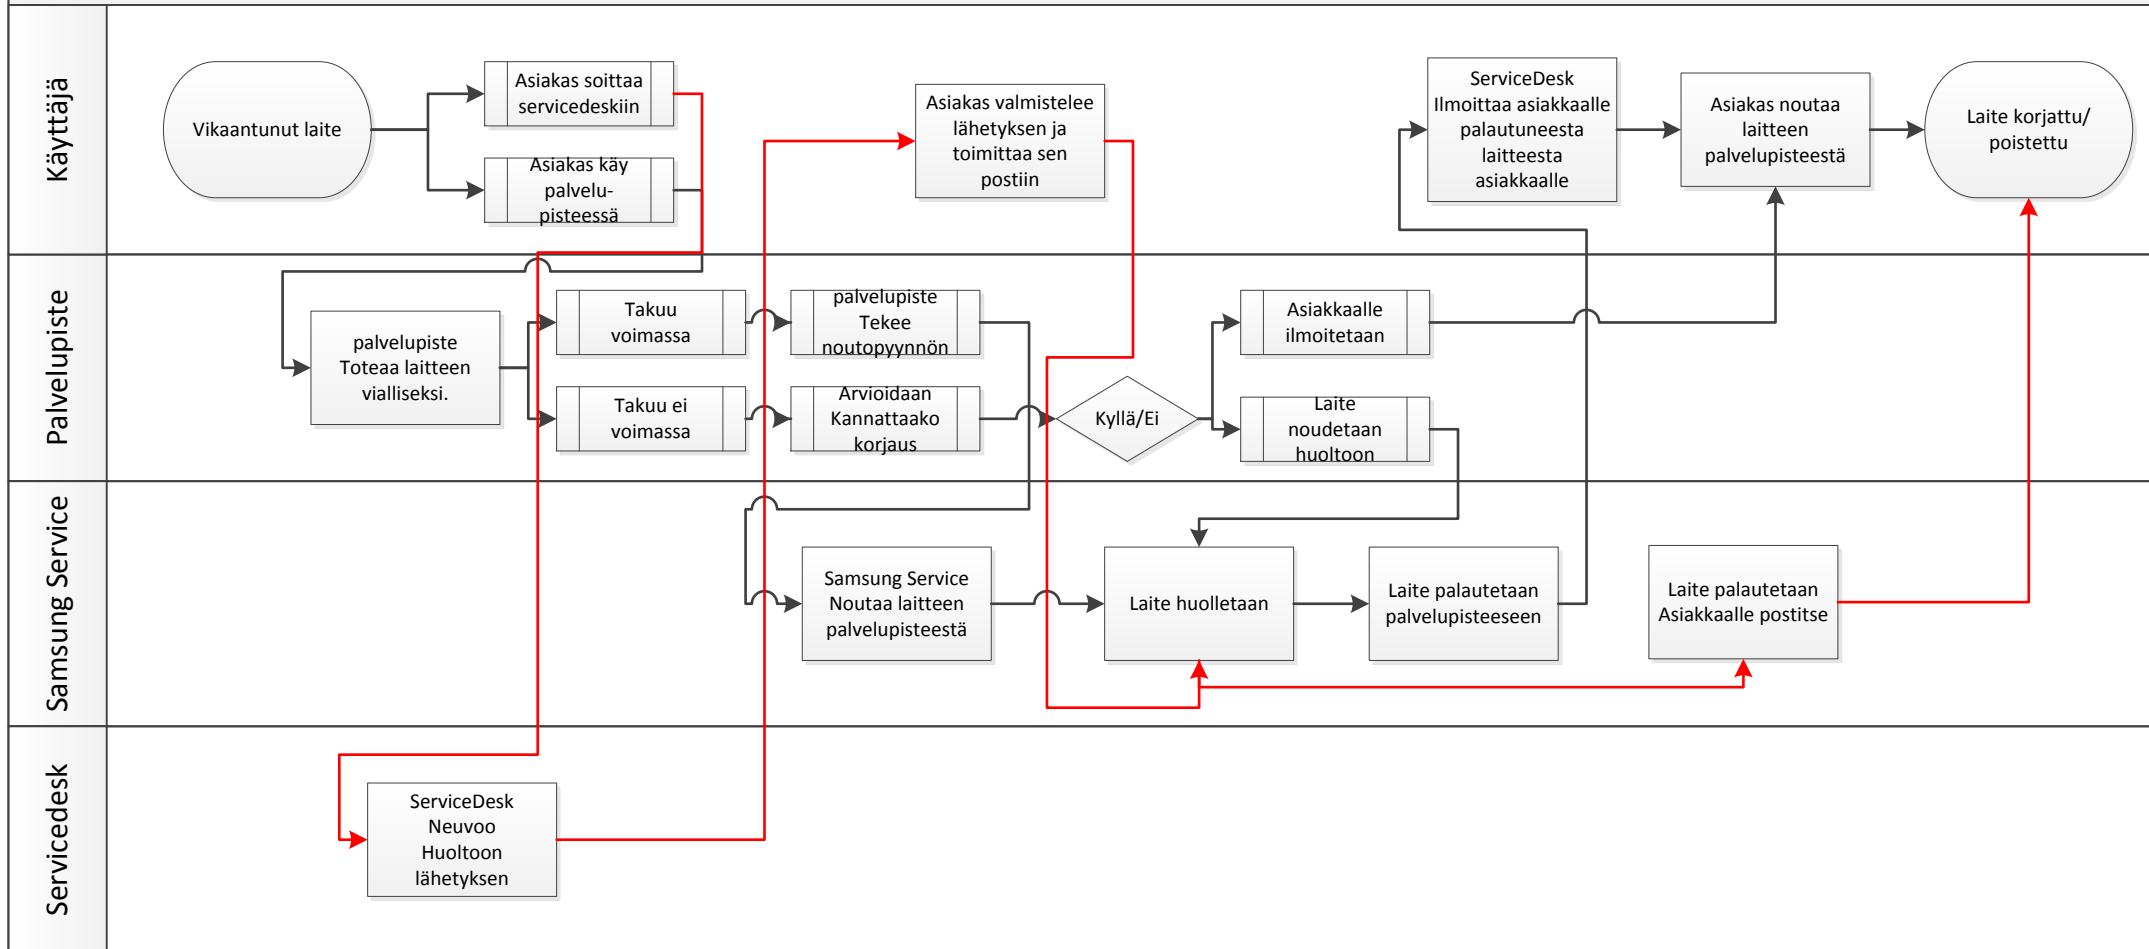 Käyttäjä
Vikaantunut laite
Asiakas soittaa
servicedeskiin
Asiakas käy
palvelu-
pisteessä
Asiakas valmistelee
lähetyksen ja
toimittaa sen
postiin
ServiceDesk
Ilmoittaa asiakkaalle
palautuneesta
laitteesta
asiakkaalle
Asiakas noutaa
laitteen
palvelupisteestä
Laite korjattu/
poistettu
Palvelupiste
palvelupiste
Toteaa laitteen
vialliseksi.
Takuu
voimassa
Takuu ei
voimassa
palvelupiste
Tekee
noutopyynnön
Arvioidaan
Kannattaako
korjaus
Kyllä/Ei
Asiakkaalle
ilmoitetaan
Laite
noudetaan
huoltoon
Samsung Service
Samsung Service
Noutaa laitteen
palvelupisteestä
Laite huolletaan
Laite palautetaan
palvelupisteeseen
Laite palautetaan
Asiakkaalle postitse
Servicedesk
ServiceDesk
Neuvoo
Huoltoon
lähetyksen